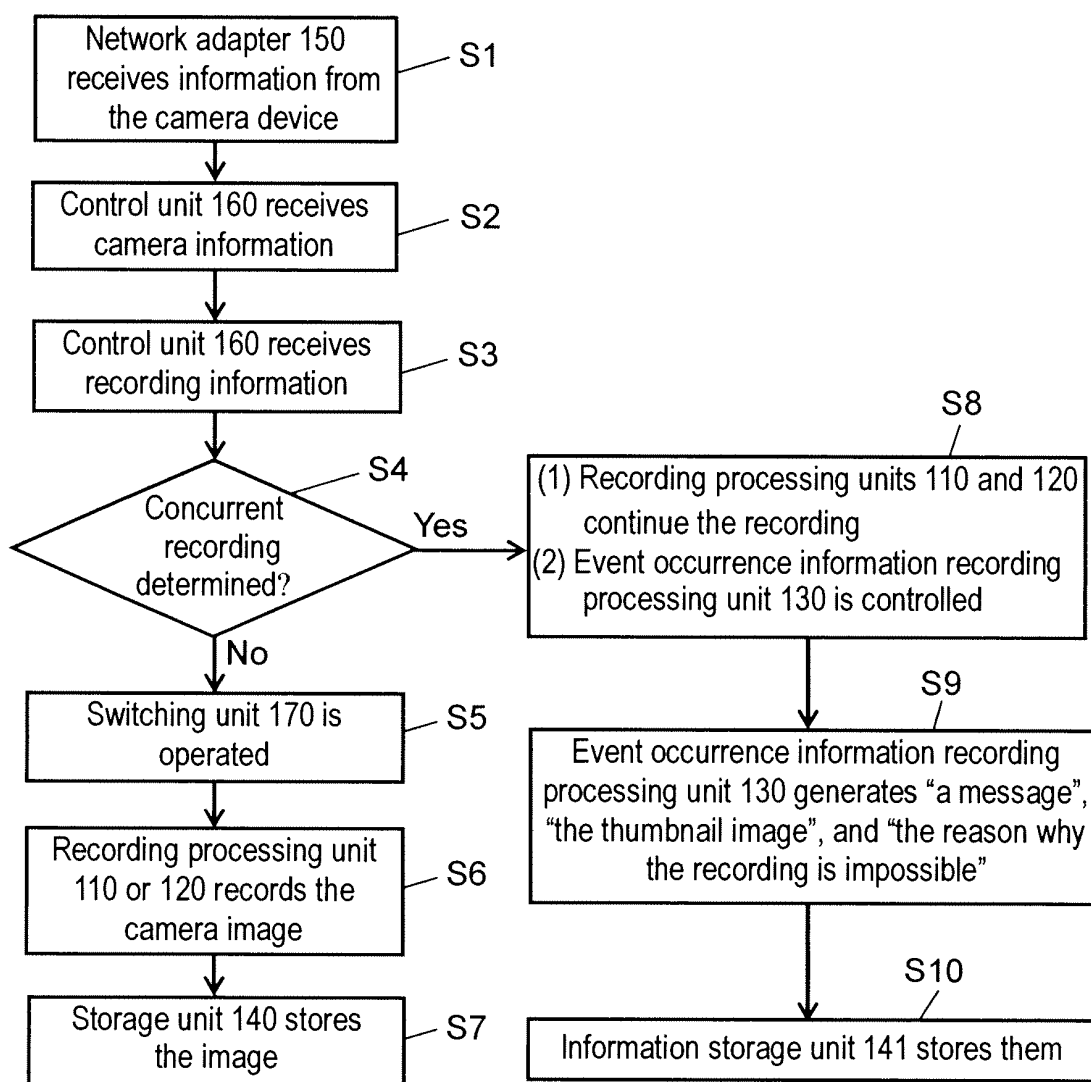 Network adapter 150
receives information from
the camera device
S1
Control unit 160 receives
camera information
S2
Control unit 160 receives
recording information
S3
Concurrent
recording
determined?
S4
Yes
No
Switching unit 170 is
operated
S5
Recording processing unit
110 or 120 records the
camera image
S6
Storage unit 140 stores
the image
S7
S8
(1) Recording processing units 110 and 120
continue the recording
(2) Event occurrence information recording
processing unit 130 is controlled
S9
Event occurrence information recording
processing unit 130 generates “a message”,
“the thumbnail image”, and “the reason why
the recording is impossible”
S10
Information storage unit 141 stores them